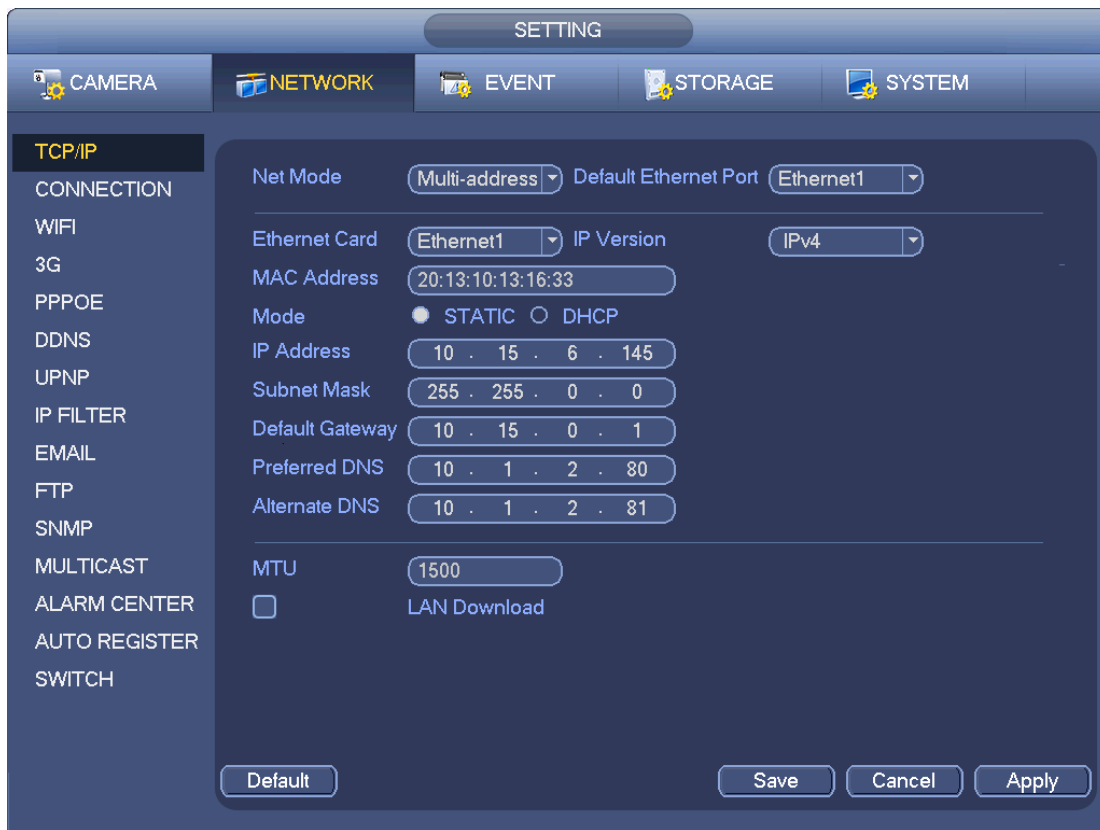 SETTING
CAMERA NETWORK EVENT STORAGE SYSTEM
TCP/IP
CONNECTION
WIFI
3G
PPPOE
DDNS
UPNP
IP FILTER
EMAIL
FTP
SNMP
MULTICAST
ALARM CENTER
AUTO REGISTER
SWITCH
Net Mode Multi-address Default Ethernet Port Ethernet1
Ethernet Card Ethernet1 IP Version IPv4
MAC Address 20:13:10:13:16:33
Mode STATIC DHCP
IP Address 10 . 15 . 6 . 145
Subnet Mask 255 . 255 . 0 . 0
Default Gateway 10 . 15 . 0 . 1
Preferred DNS 10 . 1 . 2 . 80
Alternate DNS 10 . 1 . 2 . 81
MTU 1500
LAN Download
Default Save Cancel Apply